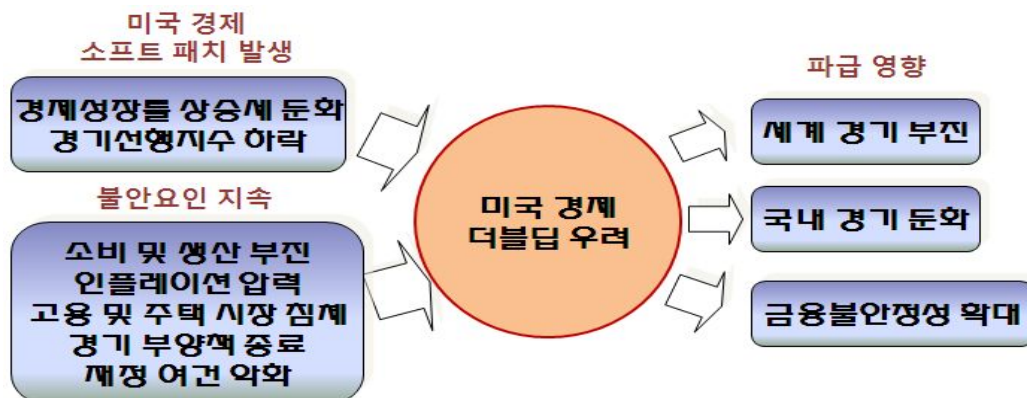 미국 경제
소프트 패치 발생
경제성장률 상승세 둔화
경기선행지수 하락
불안요인 지속
소비 및 생산 부진
인플레이션 압력
고용 및 주택 시장 침체
경기 부양책 종료
재정 여건 악화
미국 경제
더블딥 우려
파급 영향
세계 경기 부진
국내 경기 둔화
금융불안정성 확대